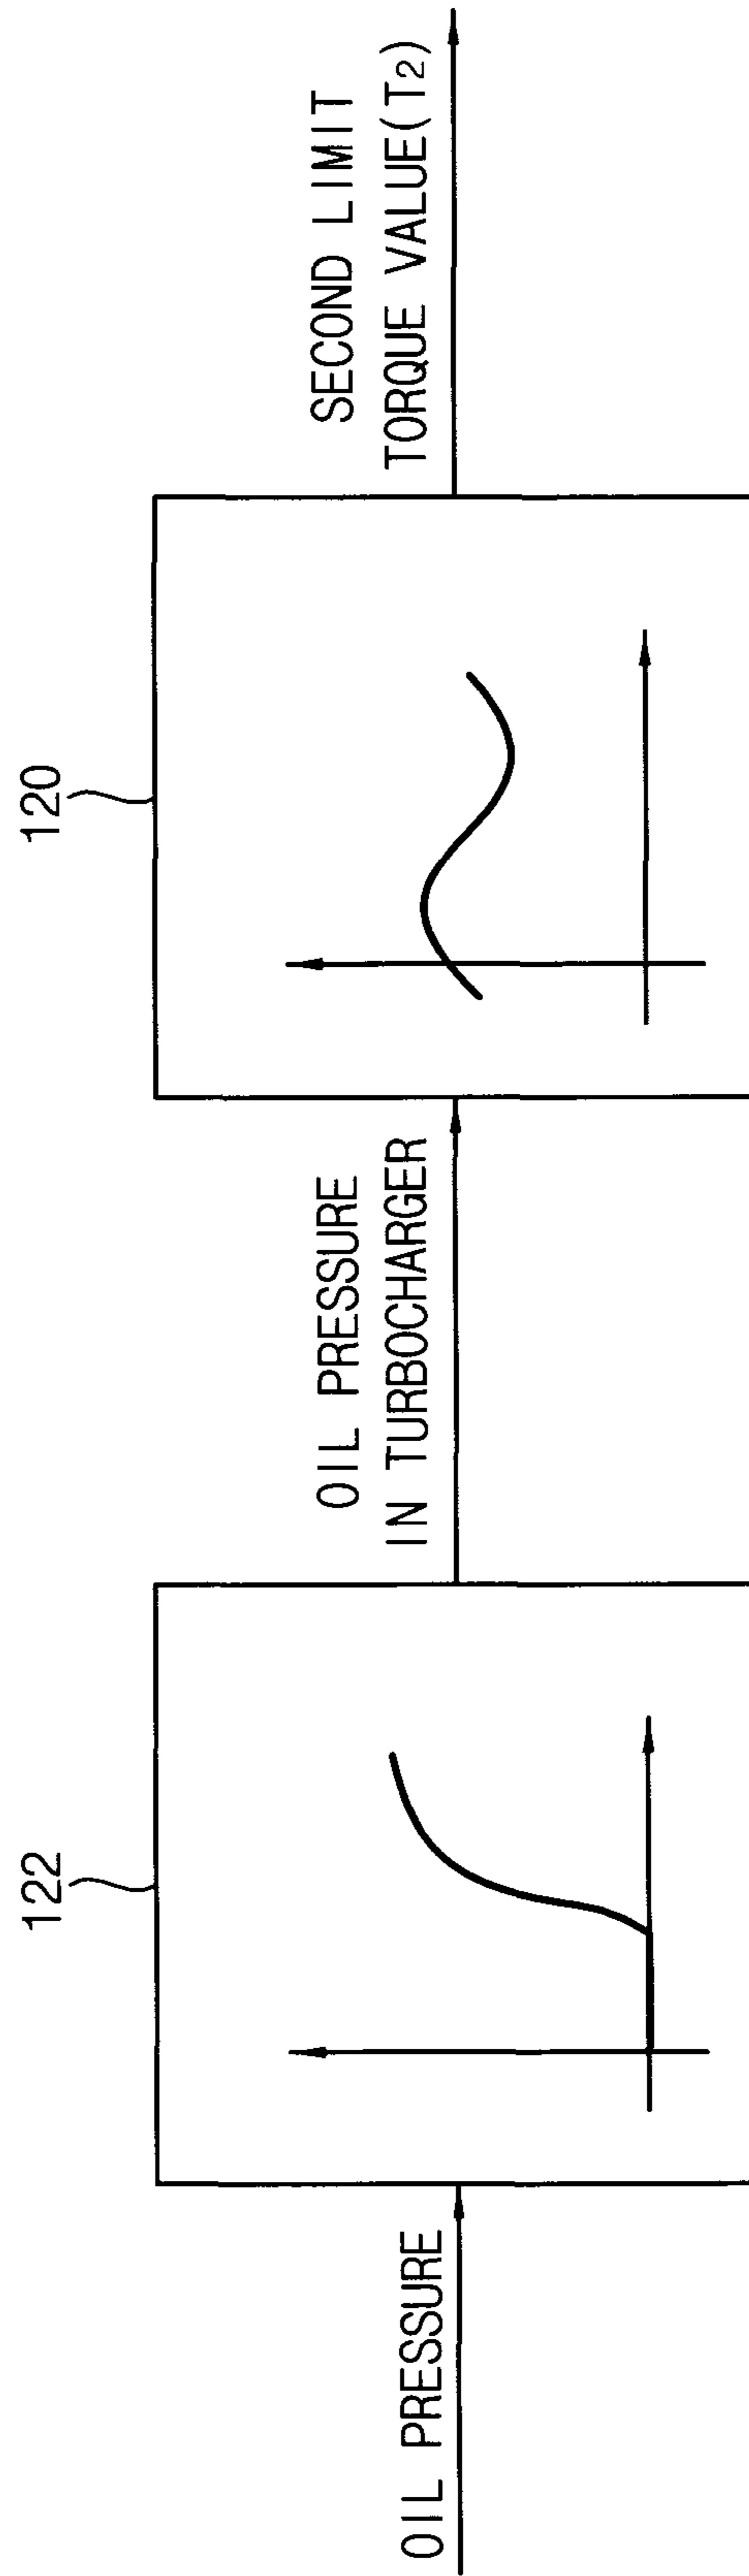 122
120
OIL PRESSURE
OIL PRESSURE
IN TURBOCHARGER
SECOND LIMIT
TORQUE VALUE(T2)